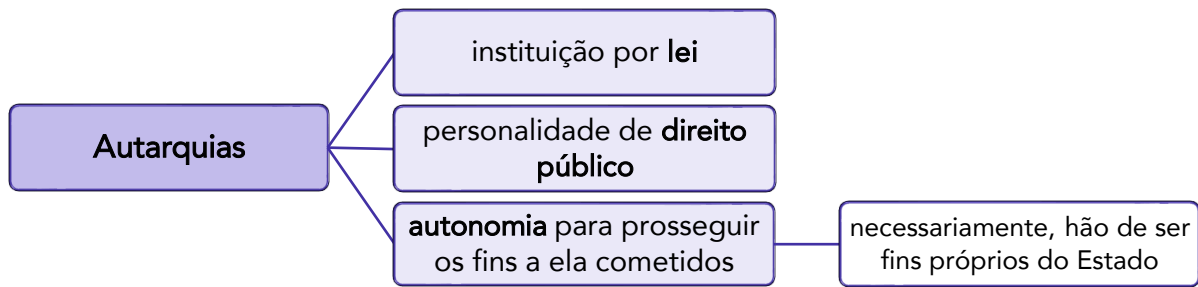 Autarquias
instituição por lei
personalidade de direito
público
autonomia para prosseguir
os fins a ela cometidos
necessariamente, hão de ser
fins próprios do Estado